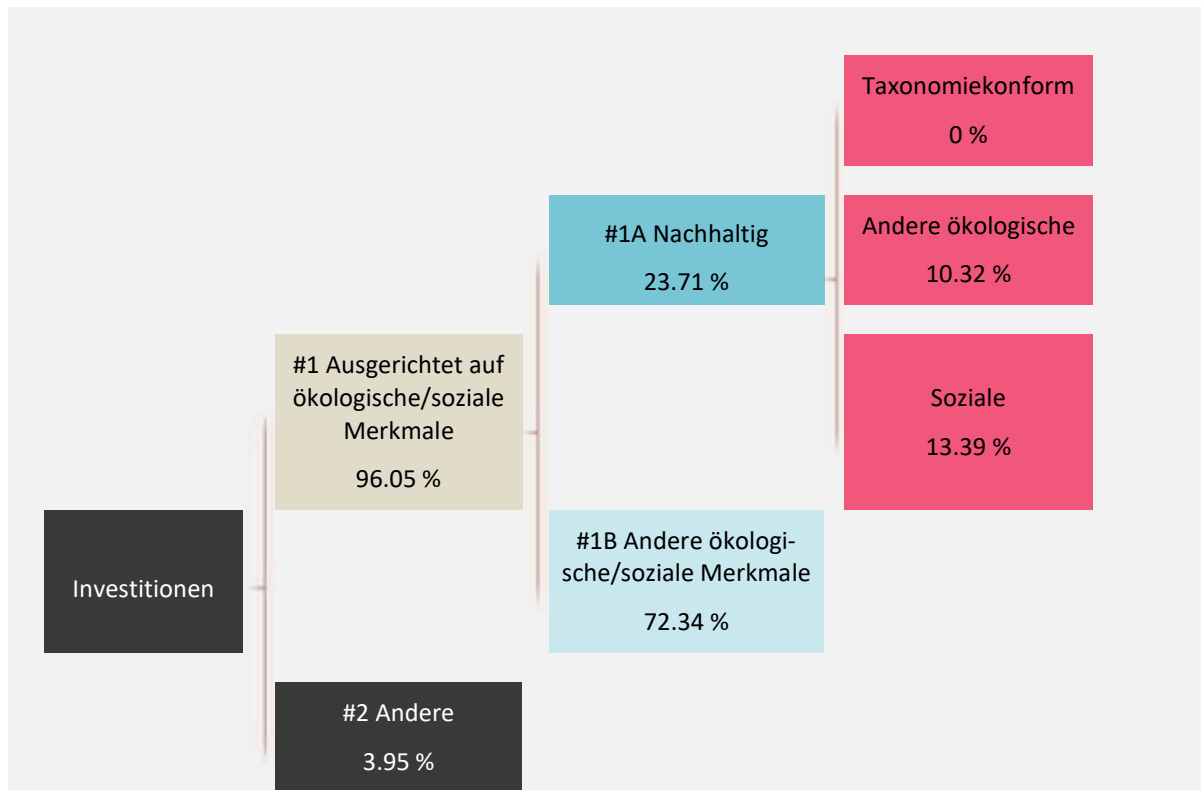 Taxonomiekonform
0 %
#1A Nachhaltig
23.71 %
Andere ökologische
10.32 %
#1 Ausgerichtet auf
ökologische/soziale
Merkmale
96.05 %
Soziale
13.39 %
Investitionen
#1B Andere ökologi-
sche/soziale Merkmale
72.34 %
#2 Andere
3.95 %